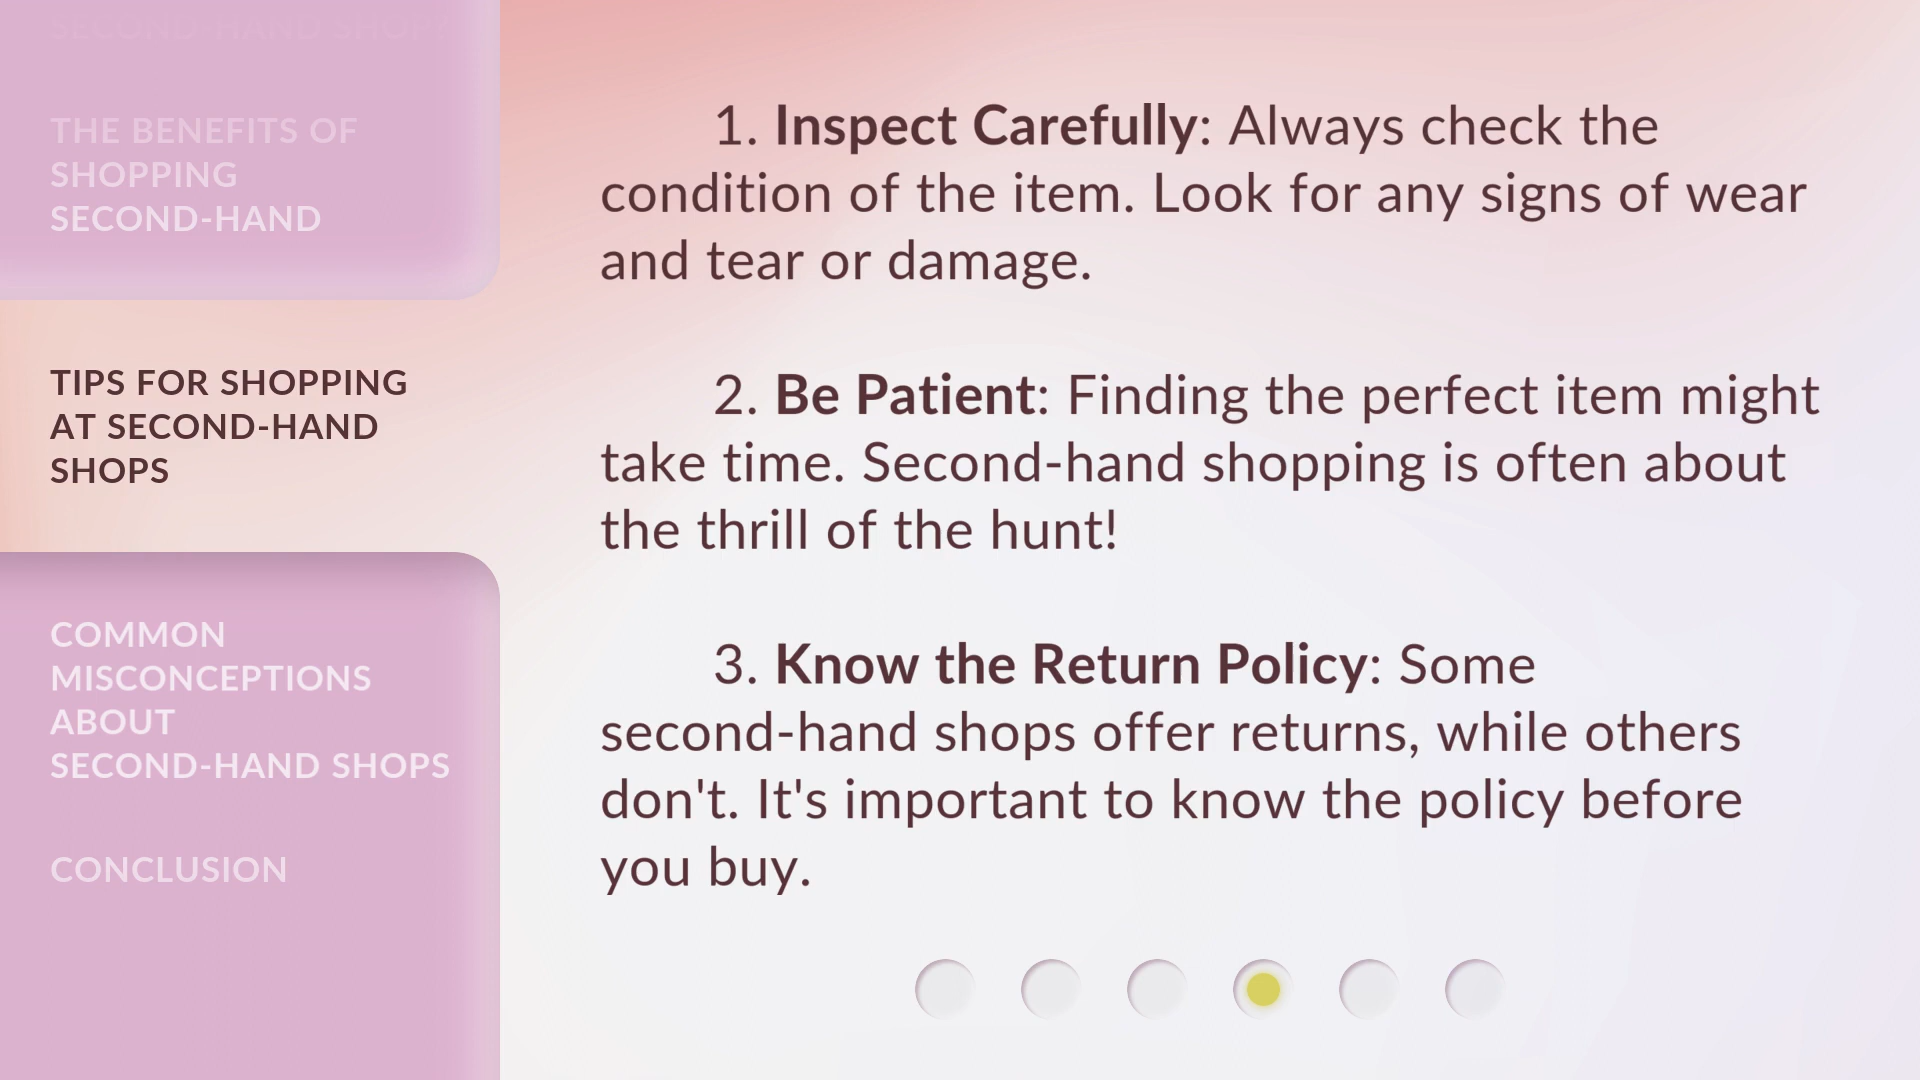 SECOND-HAND SHOPS
THE BENEFITS OF
SHOPPING
SECOND-HAND
TIPS FOR SHOPPING
AT SECOND-HAND
SHOPS
COMMON
MISCONCEPTIONS
ABOUT
SECOND-HAND SHOPS
CONCLUSION
1. Inspect Carefully: Always check the
condition of the item. Look for any signs of wear
and tear or damage.
2. Be Patient: Finding the perfect item might
take time. Second-hand shopping is often about
the thrill of the hunt!
3. Know the Return Policy: Some
second-hand shops offer returns, while others
don't. It's important to know the policy before
you buy.